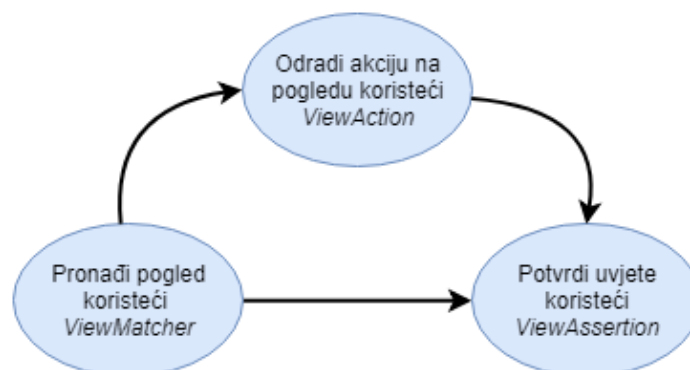 Odradi akciju na
pogledu koristeći
ViewAction
Pronađi pogled
koristeći
ViewMatcher
Potvrdi uvjete
koristeći
ViewAssertion